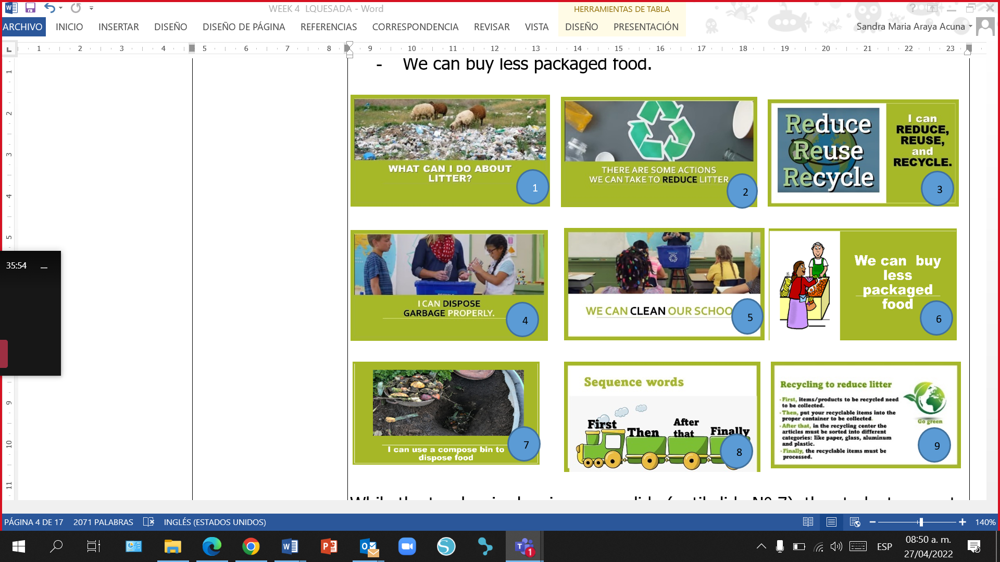 WEEK 4 LQUESADA - Word
HERRAMIENTAS DE TABLA
ARCHIVO INICIO INSERTAR DISEÑO DISEÑO DE PÁGINA REFERENCIAS CORRESPONDENCIA REVISAR VISTA DISEÑO PRESENTACIÓN
Sandra Maria Araya Acuna
1 2 3 4 5 6 7 8 9 10 11 12 13 14 15 16 17 18 19 20 21 22 23
- We can buy less packaged food.
WHAT CAN I DO ABOUT
LITTER?
1
THERE ARE SOME ACTIONS
WE CAN TAKE TO REDUCE LITTER
2
Reduce
Reuse
Recycle
I can
REDUCE,
REUSE,
and
RECYCLE.
3
I CAN DISPOSE
GARBAGE PROPERLY.
4
WE CAN CLEAN OUR SCHOO
5
We can buy
less
packaged
food
6
I can use a compose bin to
dispose food
7
Sequence words
First
Then
After
that
Finally
8
Recycling to reduce litter
· First, items/products to be recycled need
to be collected.
· Then, put your recyclable items into the
proper container to be collected.
· After that, in the recycling center the
articles must be sorted into different
categories: like paper, glass, aluminum
and plastic.
· Finally, the recyclable items must be
processed.
Go green
9
35:54
1
2
3
4
5
9
10
11
PÁGINA 4 DE 17 2071 PALABRAS INGLÉS (ESTADOS UNIDOS) 140%
ESP
08:50 a. m.
27/04/2022